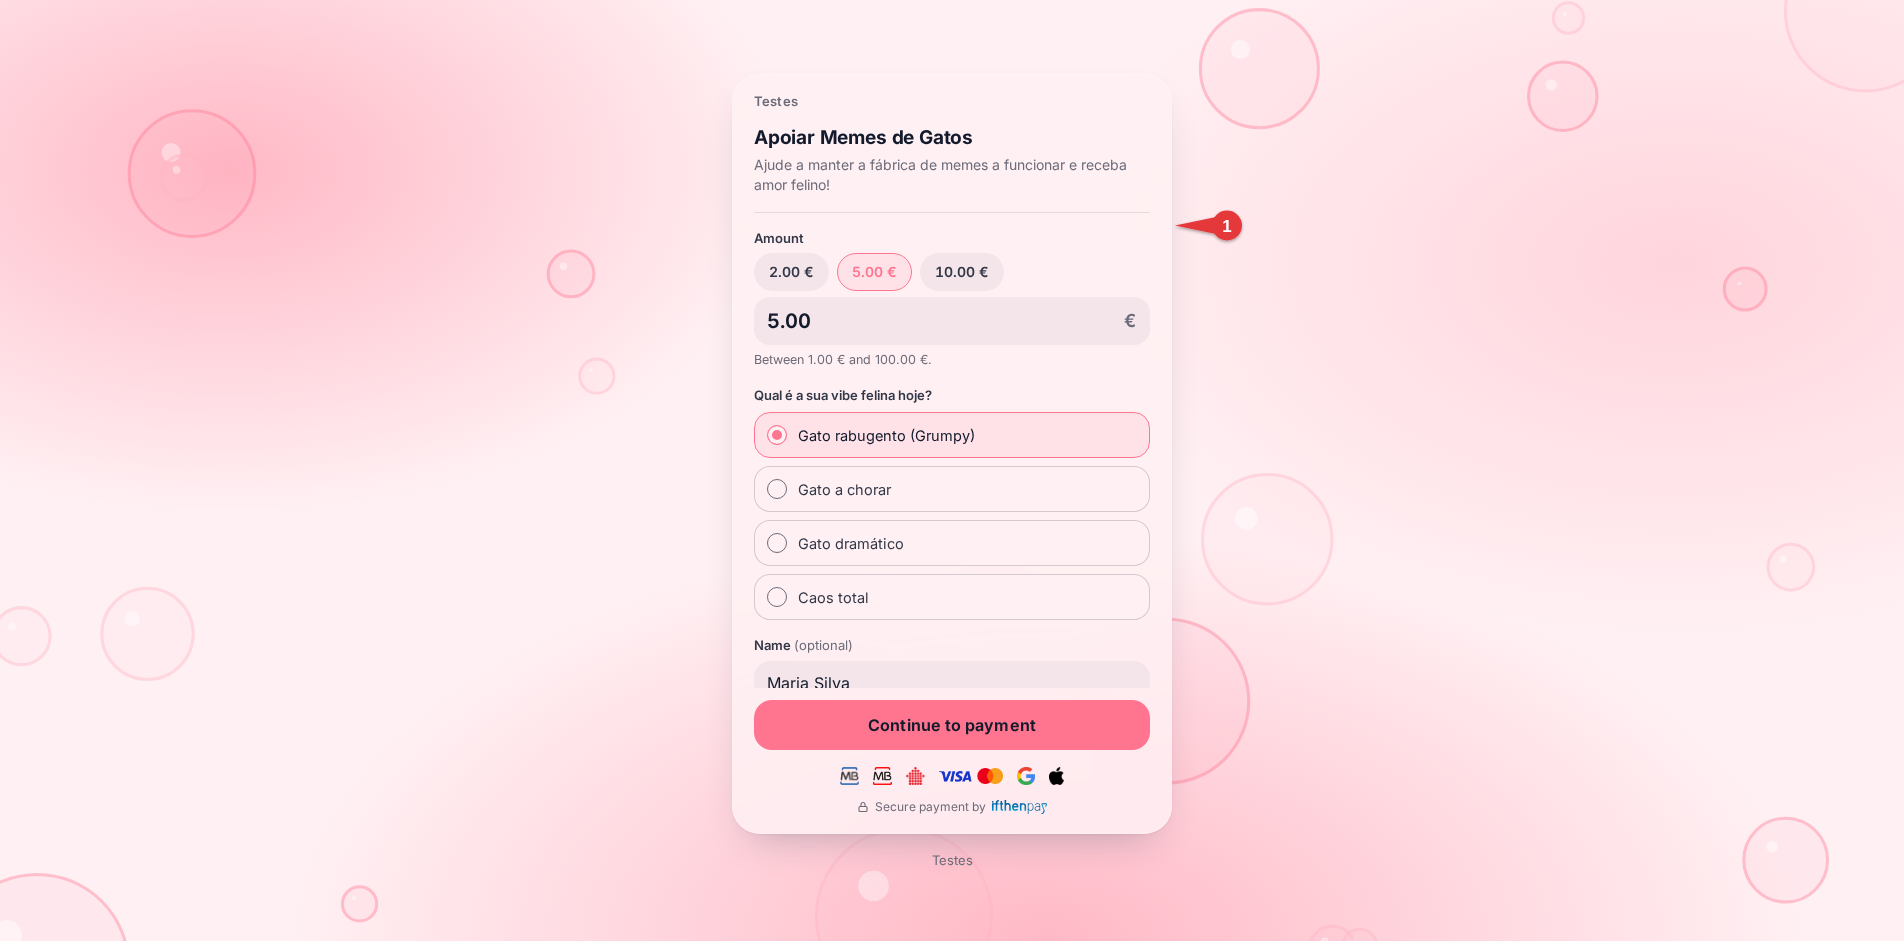 Testes
Apoiar Memes de Gatos
Ajude a manter a fábrica de memes a funcionar e receba
amor felino!
1
Amount
2.00 € 5.00 € 10.00 €
5.00 €
Between 1.00 € and 100.00 €.
Qual é a sua vibe felina hoje?
Gato rabugento (Grumpy)
Gato a chorar
Gato dramático
Caos total
Name (optional)
Maria Silva
Continue to payment
MB MB VISA G
Secure payment by ifthenpay
Testes